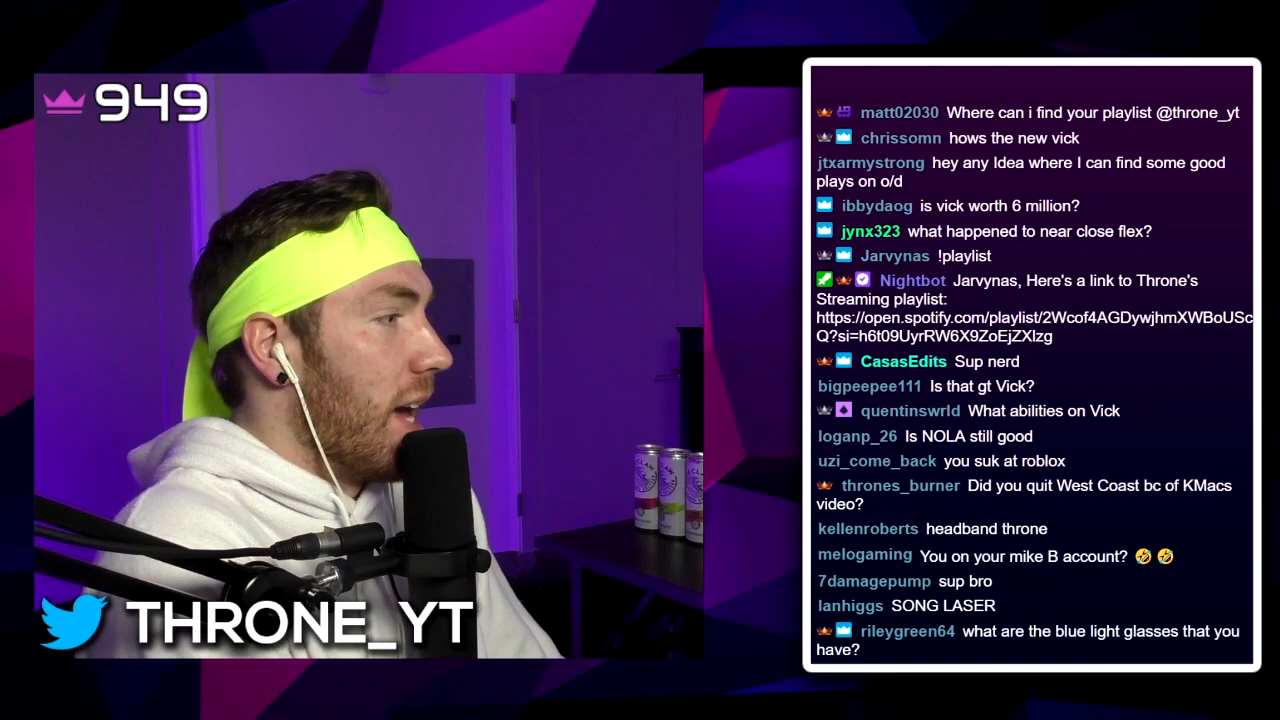 949
matt02030 Where can i find your playlist @throne_yt
chrissomn hows the new vick
jtxarmystrong hey any Idea where I can find some good
plays on o/d
ibbydaog is vick worth 6 million?
jynx323 what happened to near close flex?
Jarvynas !playlist
Nightbot Jarvynas, Here's a link to Throne's
Streaming playlist:
https://open.spotify.com/playlist/2Wcof4AGDywjhmXWBoUSc
Q?si=h6t09UyrRW6X9ZoEjZXlzg
CasasEdits Sup nerd
bigpeepee111 Is that gt Vick?
quentinswrld What abilities on Vick
loganp_26 Is NOLA still good
uzi_come_back you suk at roblox
thrones_burner Did you quit West Coast bc of KMacs
video?
kellenroberts headband throne
melogaming You on your mike B account? 🤣 🤣
7damagepump sup bro
lanhiggs SONG LASER
rileygreen64 what are the blue light glasses that you
have?
THRONE_YT